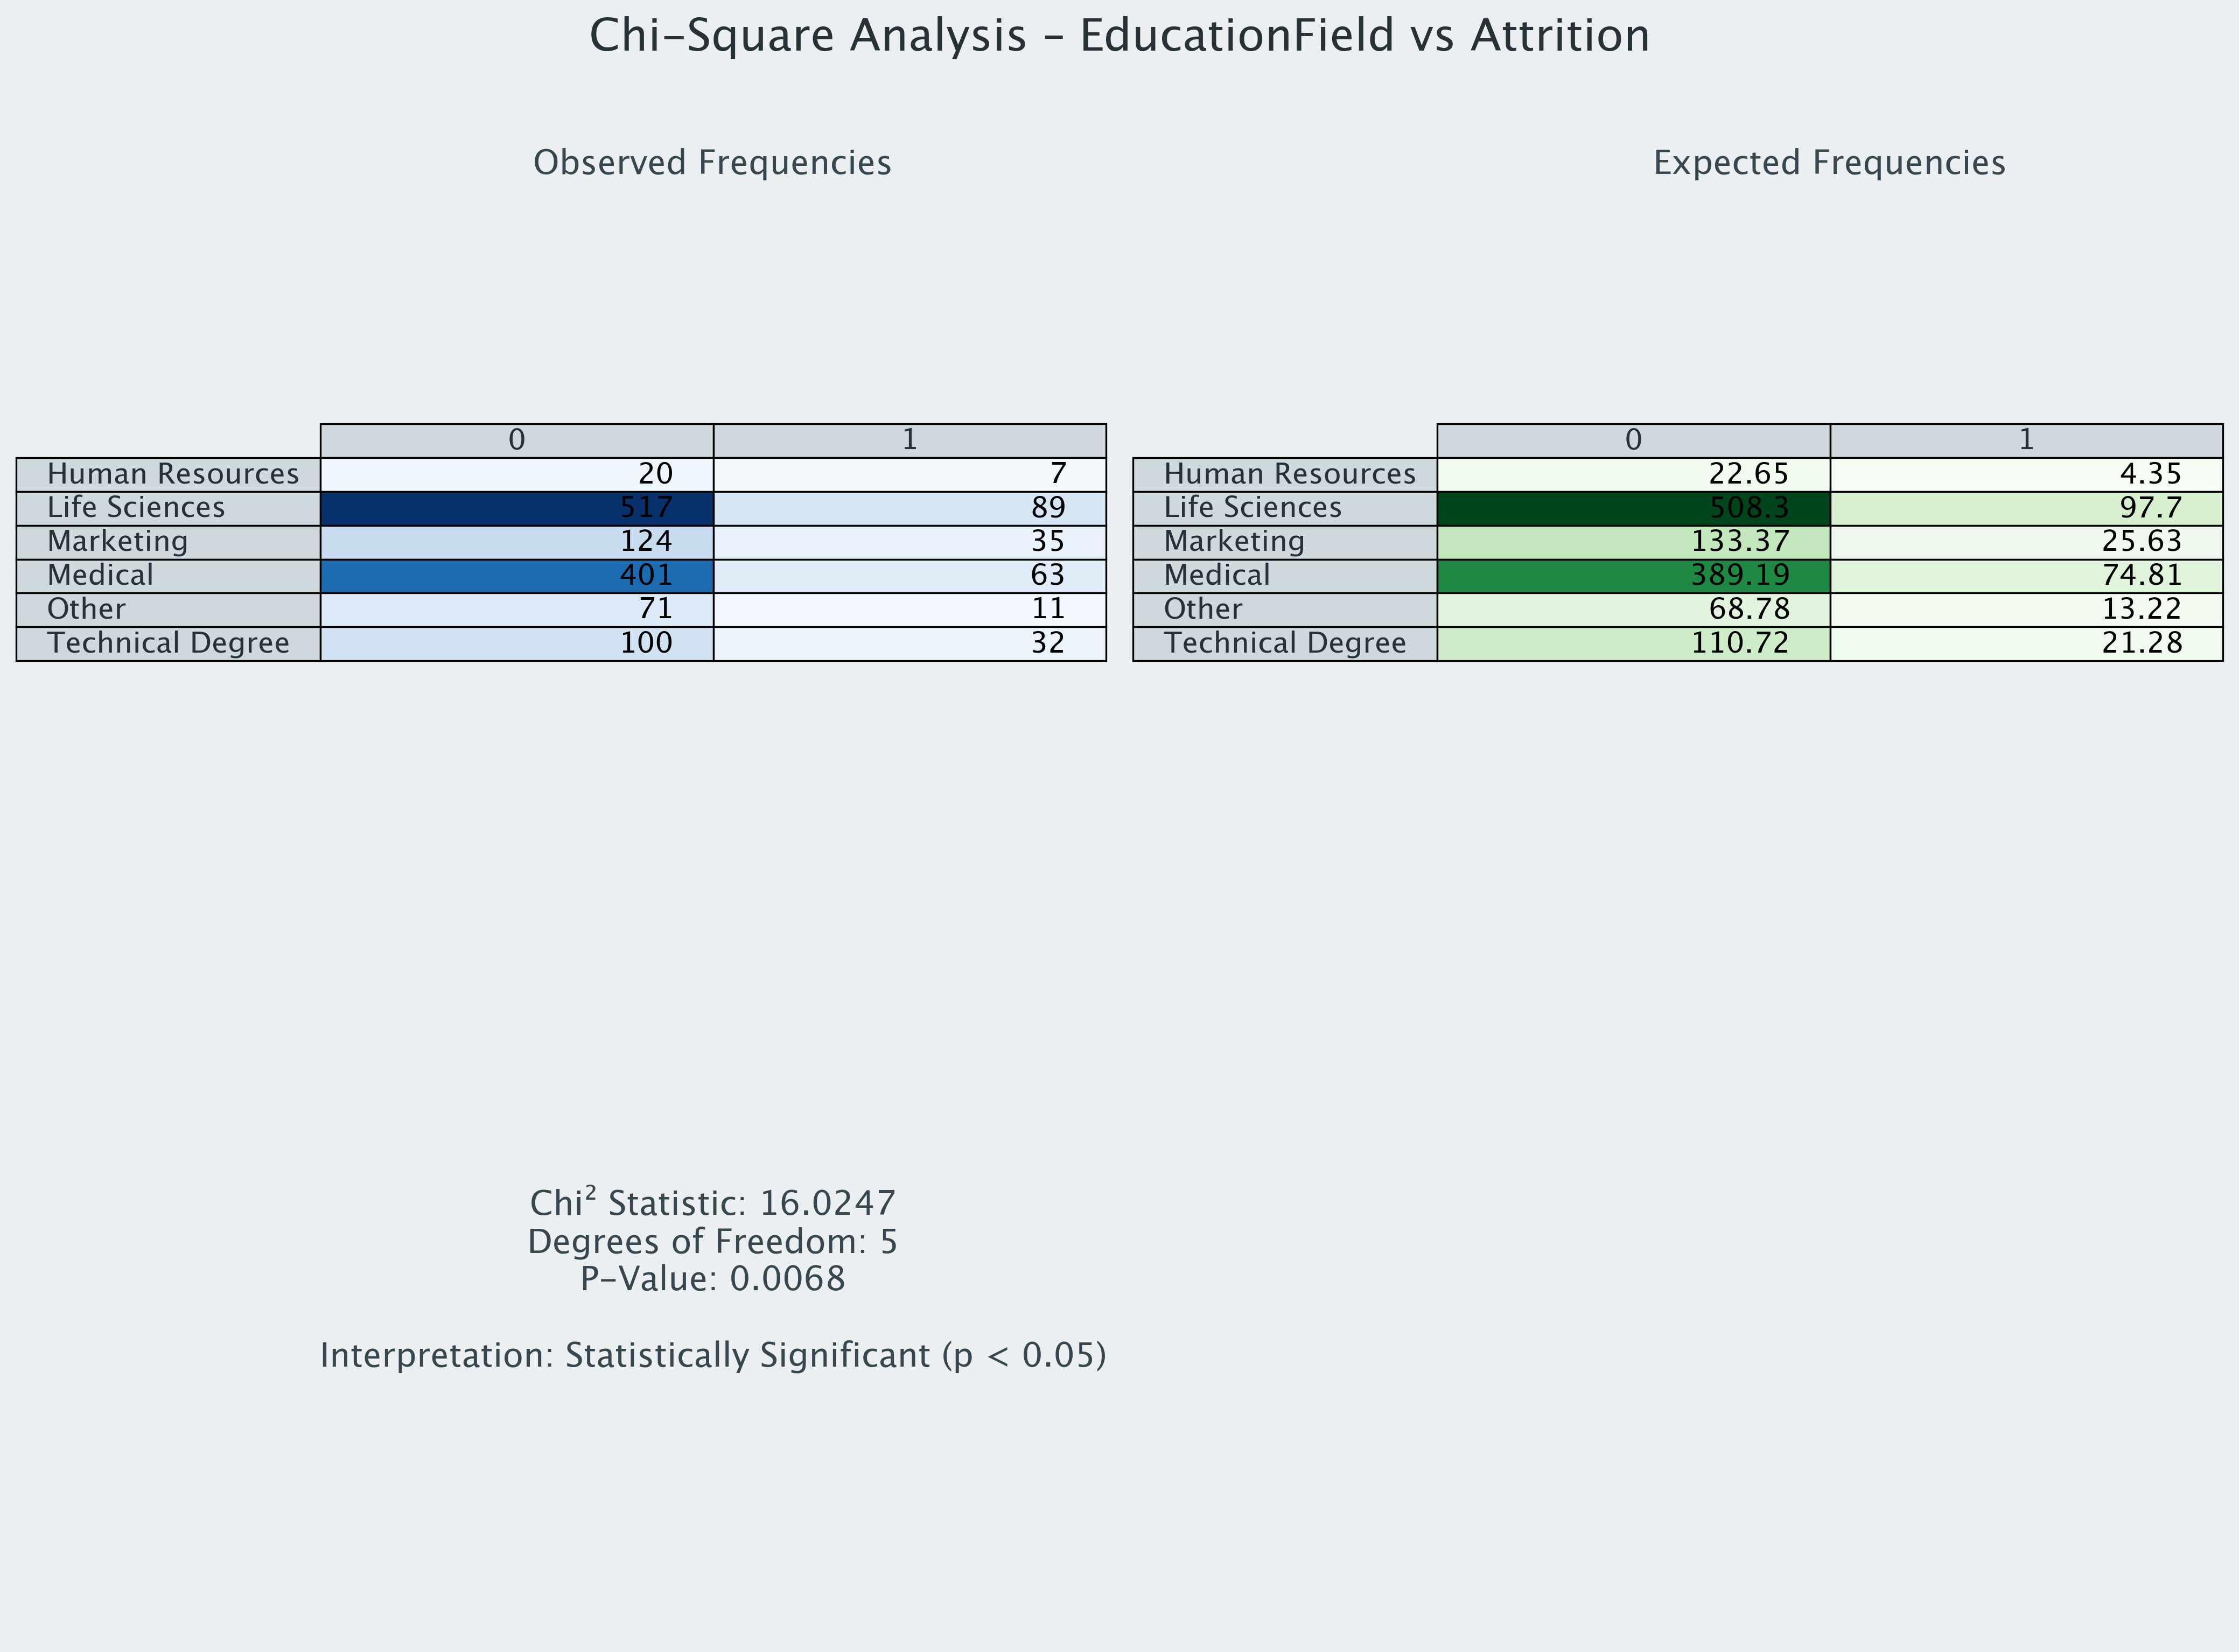 Chi-Square Analysis - EducationField vs Attrition
Observed Frequencies
0 1
Human Resources 20 7
Life Sciences 517 89
Marketing 124 35
Medical 401 63
Other 71 11
Technical Degree 100 32
Expected Frequencies
0 1
Human Resources 22.65 4.35
Life Sciences 508.3 97.7
Marketing 133.37 25.63
Medical 389.19 74.81
Other 68.78 13.22
Technical Degree 110.72 21.28
Chi² Statistic: 16.0247
Degrees of Freedom: 5
P-Value: 0.0068
Interpretation: Statistically Significant (p < 0.05)